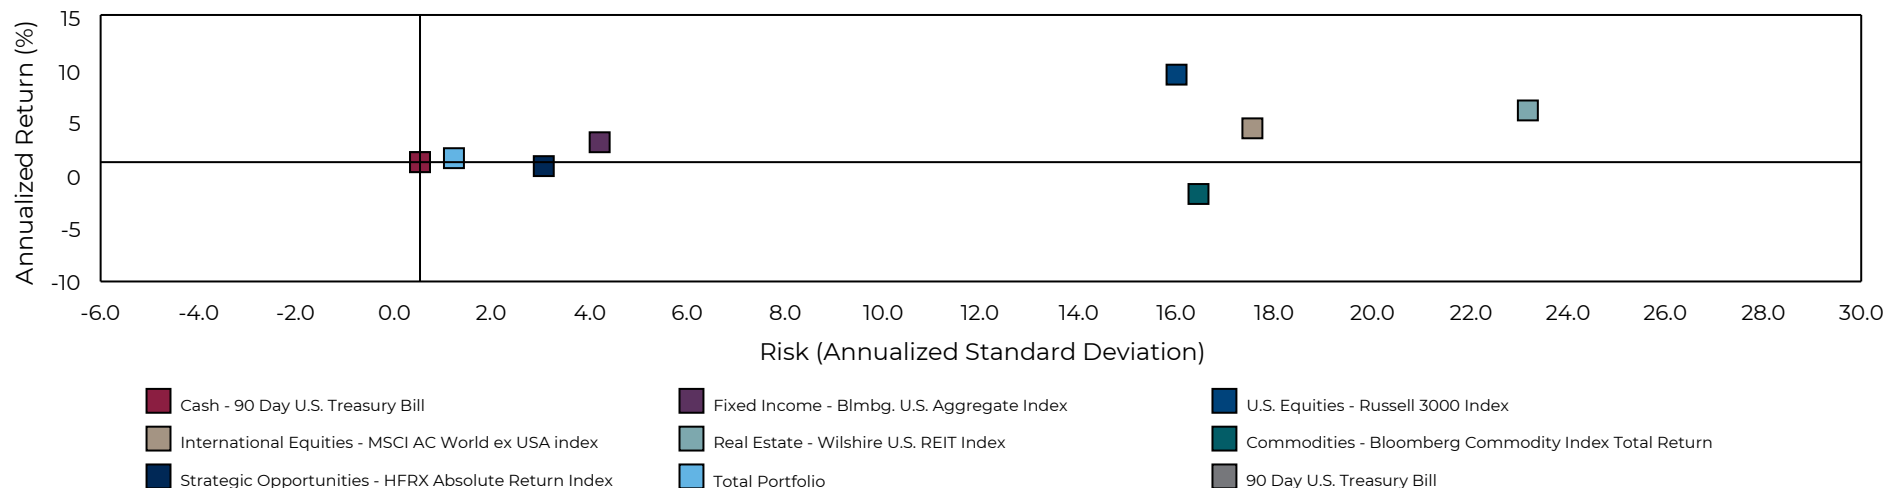 Annualized Return (%)
15
10
5
0
-5
-10
-6.0 -4.0 -2.0 0.0 2.0 4.0 6.0 8.0 10.0 12.0 14.0 16.0 18.0 20.0 22.0 24.0 26.0 28.0 30.0
Risk (Annualized Standard Deviation)
Cash - 90 Day U.S. Treasury Bill
Fixed Income - Blmbg. U.S. Aggregate Index
U.S. Equities - Russell 3000 Index
International Equities - MSCI AC World ex USA index
Real Estate - Wilshire U.S. REIT Index
Commodities - Bloomberg Commodity Index Total Return
Strategic Opportunities - HFRX Absolute Return Index
Total Portfolio
90 Day U.S. Treasury Bill